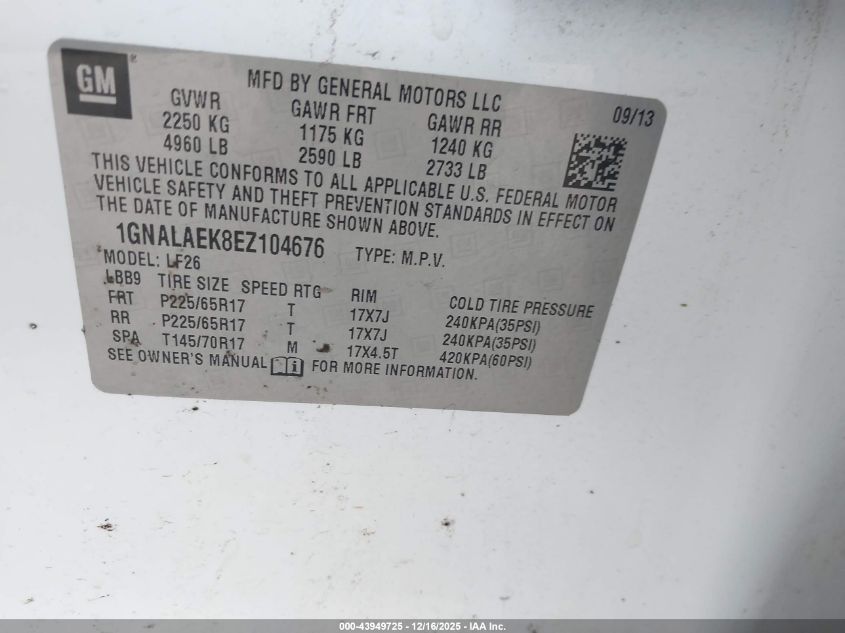 GM
MFD BY GENERAL MOTORS LLC
09/13
GVWR GAWR FRT GAWR RR
2250 KG 1175 KG 1240 KG
4960 LB 2590 LB 2733 LB
THIS VEHICLE CONFORMS TO ALL APPLICABLE U.S. FEDERAL MOTOR
VEHICLE SAFETY AND THEFT PREVENTION STANDARDS IN EFFECT ON
THE DATE OF MANUFACTURE SHOWN ABOVE.
1GNALAEK8EZ104676 TYPE: M.P.V.
MODEL: LF26
LBB9 TIRE SIZE SPEED RTG RIM COLD TIRE PRESSURE
FRT P225/65R17 T 17X7J 240KPA(35PSI)
RR P225/65R17 T 17X7J 240KPA(35PSI)
SPA T145/70R17 M 17X4.5T 420KPA(60PSI)
SEE OWNER'S MANUAL FOR MORE INFORMATION.
000-43949725 - 12/16/2025 - IAA Inc.